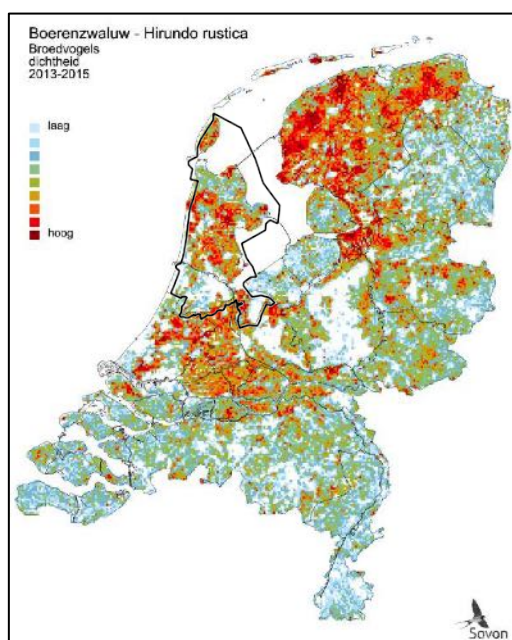 Boerenzwaluw - Hirundo rustica
Broedvogels
dichtheid
2013-2015
laag
hoog
Sovon